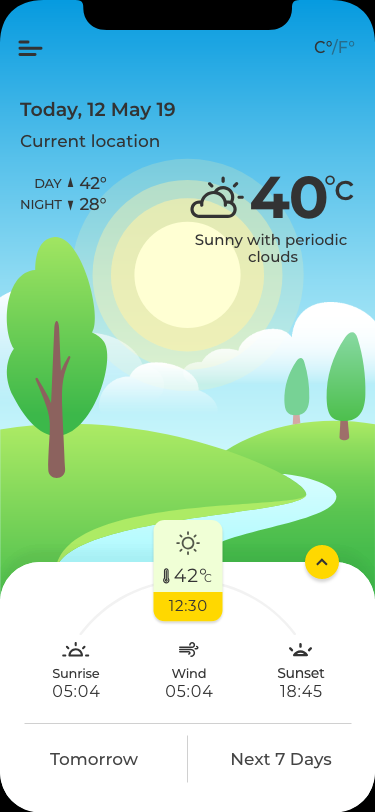 C°/F°
Today, 12 May 19
Current location
DAY 42°
NIGHT 28°
40°C
Sunny with periodic
clouds
42°C
12:30
Sunrise
05:04
Wind
05:04
Sunset
18:45
Tomorrow
Next 7 Days